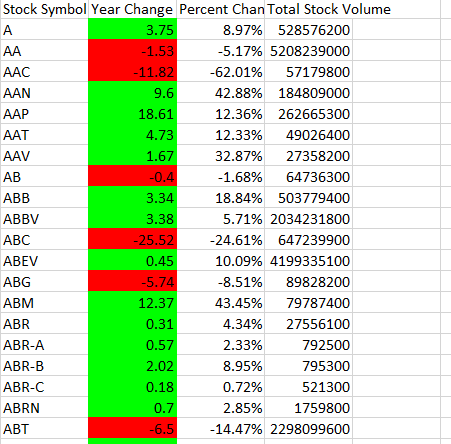 Stock Symbol Year Change Percent Chan Total Stock Volume
A 3.75 8.97% 528576200
AA -1.53 -5.17% 5208239000
AAC -11.82 -62.01% 57179800
AAN 9.6 42.88% 184809000
AAP 18.61 12.36% 262665300
AAT 4.73 12.33% 49026400
AAV 1.67 32.87% 27358200
AB -0.4 -1.68% 64736300
ABB 3.34 18.84% 503779400
ABBV 3.38 5.71% 2034231800
ABC -25.52 -24.61% 647239900
ABEV 0.45 10.09% 4199335100
ABG -5.74 -8.51% 89828200
ABM 12.37 43.45% 79787400
ABR 0.31 4.34% 27556100
ABR-A 0.57 2.33% 792500
ABR-B 2.02 8.95% 795300
ABR-C 0.18 0.72% 521300
ABRN 0.7 2.85% 1759800
ABT -6.5 -14.47% 2298099600